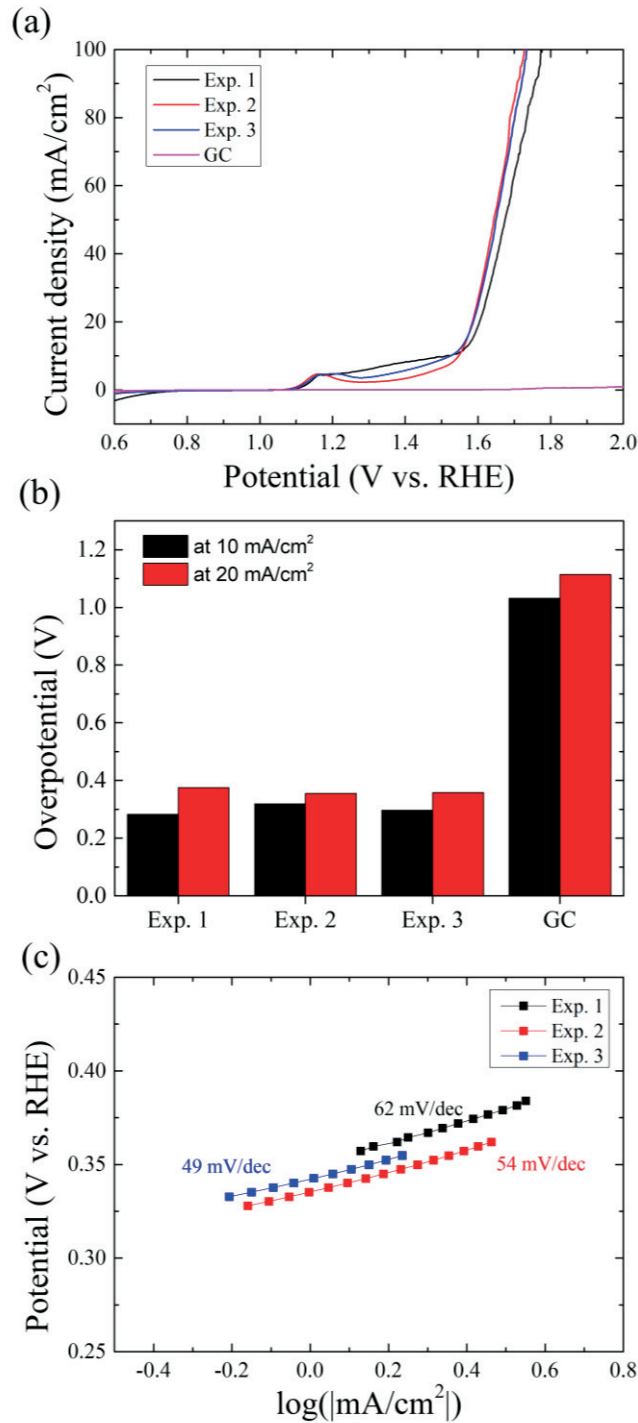 (a)
100
80
60
40
20
0
Current density (mA/cm²)
Exp. 1
Exp. 2
Exp. 3
GC
0.6 0.8 1.0 1.2 1.4 1.6 1.8 2.0
Potential (V vs. RHE)
(b)
1.2
1.0
0.8
0.6
0.4
0.2
0.0
Overpotential (V)
at 10 mA/cm²
at 20 mA/cm²
Exp. 1 Exp. 2 Exp. 3 GC
(c)
0.45
0.40
0.35
0.30
0.25
Potential (V vs. RHE)
Exp. 1
Exp. 2
Exp. 3
62 mV/dec
49 mV/dec
54 mV/dec
-0.4 -0.2 0.0 0.2 0.4 0.6 0.8
log(|mA/cm²|)